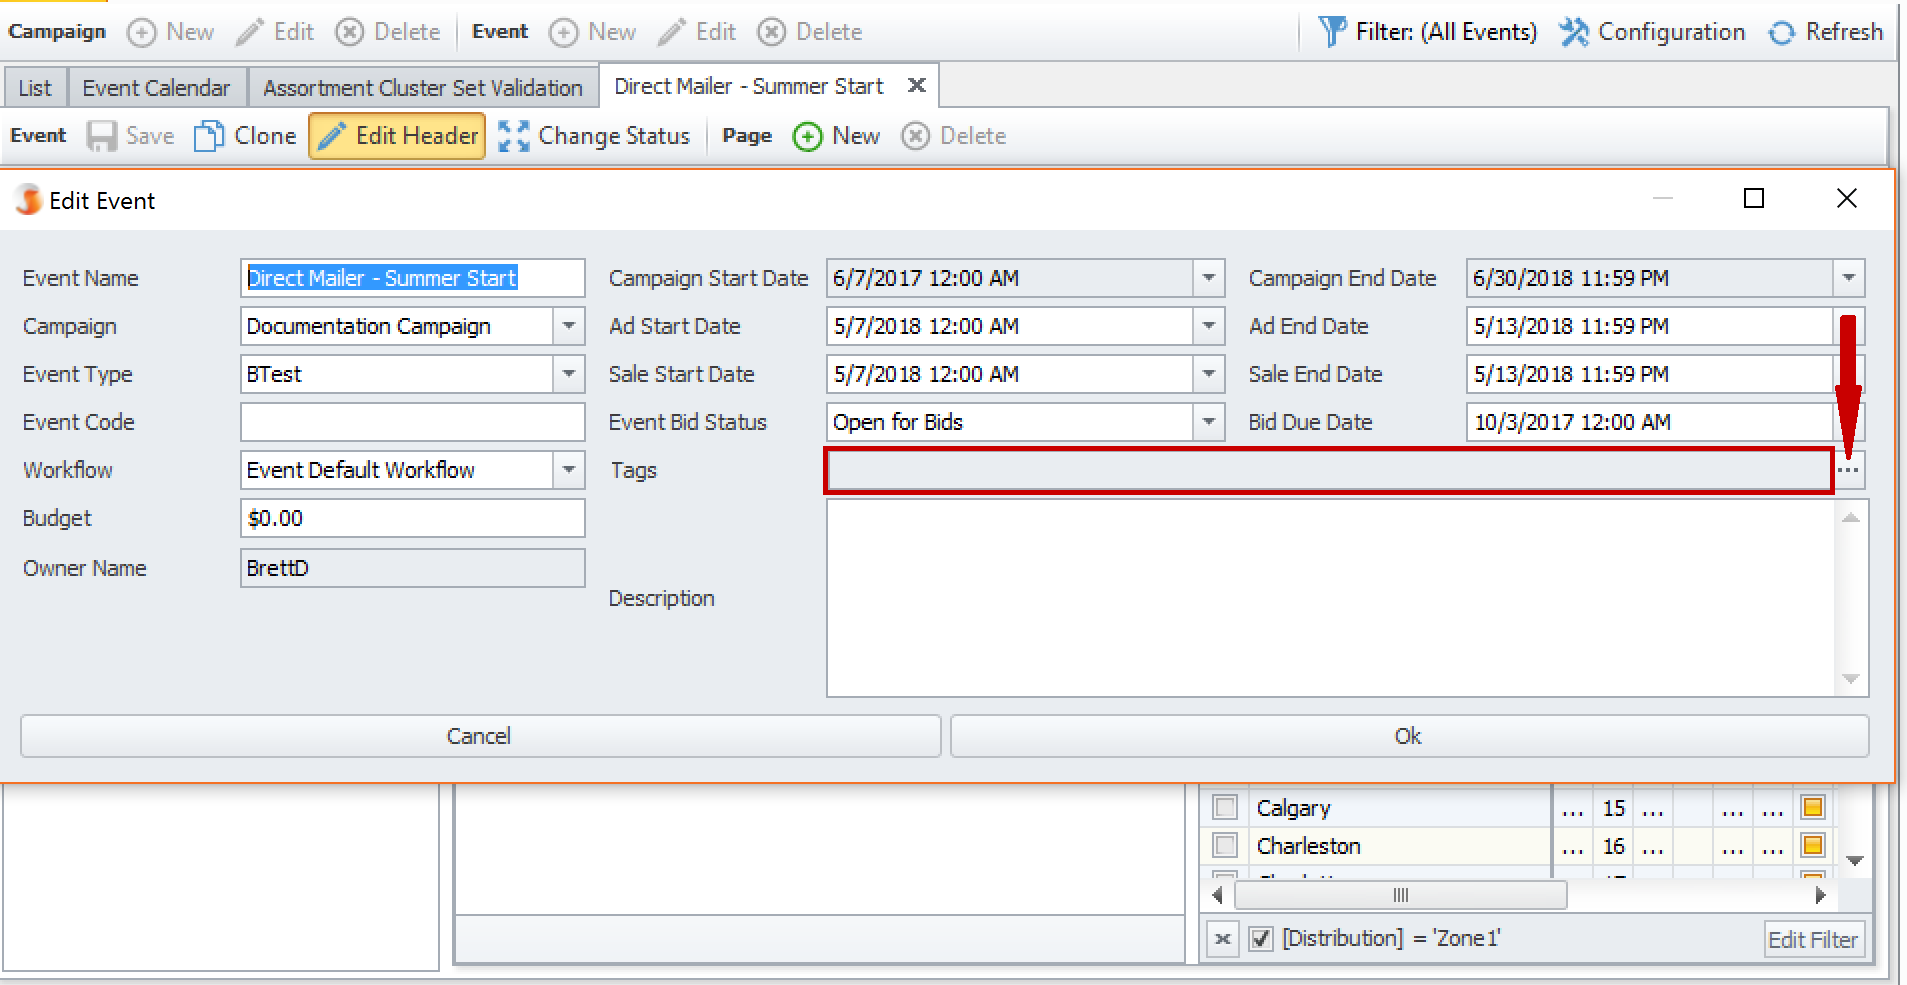 Campaign New Edit Delete Event New Edit Delete Filter: (All Events) Configuration Refresh
List Event Calendar Assortment Cluster Set Validation Direct Mailer - Summer Start
Event Save Clone Edit Header Change Status Page New Delete
Edit Event
Event Name Direct Mailer - Summer Start Campaign Start Date 6/7/2017 12:00 AM Campaign End Date 6/30/2018 11:59 PM
Campaign Documentation Campaign Ad Start Date 5/7/2018 12:00 AM Ad End Date 5/13/2018 11:59 PM
Event Type BTest Sale Start Date 5/7/2018 12:00 AM Sale End Date 5/13/2018 11:59 PM
Event Code Event Bid Status Open for Bids Bid Due Date 10/3/2017 12:00 AM
Workflow Event Default Workflow Tags ...
Budget $0.00
Owner Name BrettD
Description
Cancel Ok
Calgary ... 15 ... ... ...
Charleston ... 16 ... ... ...
[Distribution] = 'Zone1' Edit Filter